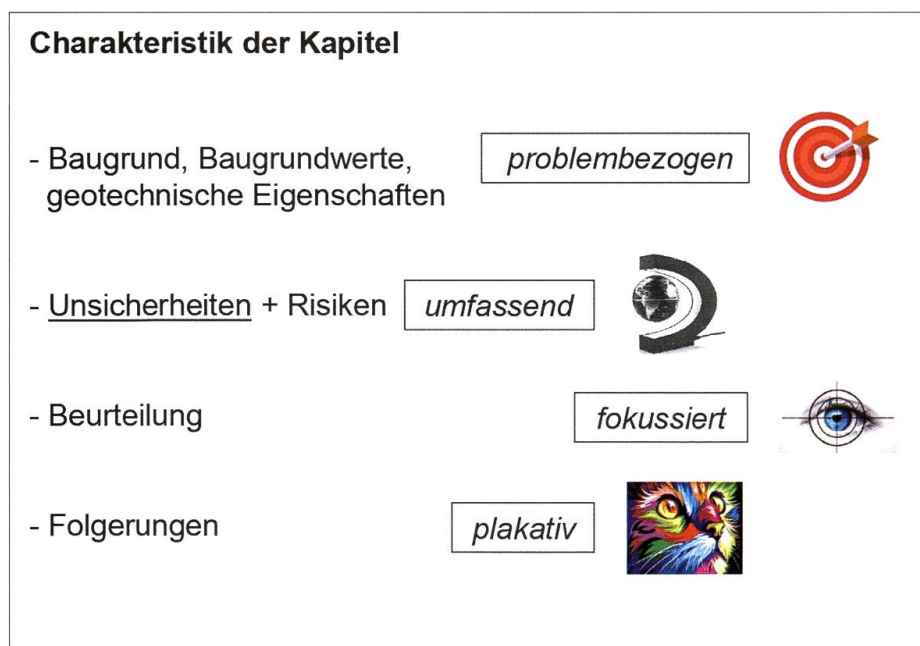 Charakteristik der Kapitel
- Baugrund, Baugrundwerte,
geotechnische Eigenschaften
problembezogen
- Unsicherheiten + Risiken
umfassend
- Beurteilung
fokussiert
- Folgerungen
plakativ